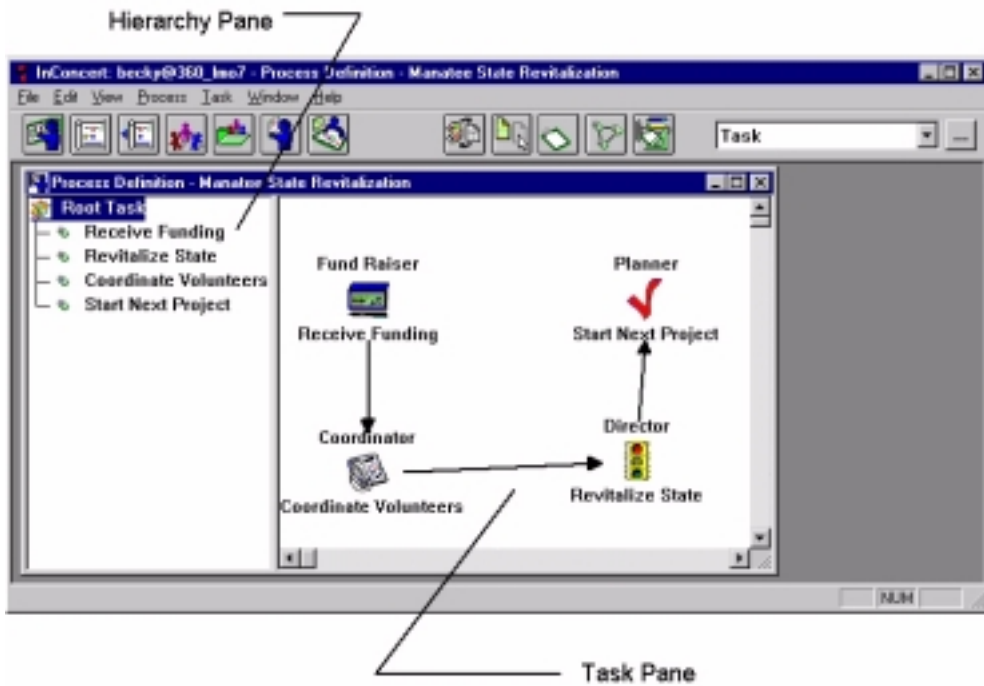 Hierarchy Pane
InConcert: becky@360_lmo7 - Process Definition - Manatee State Revitalization
File Edit View Process Task Window Help
Task
...
Process Definition - Manatee State Revitalization
Root Task
Receive Funding
Revitalize State
Coordinate Volunteers
Start Next Project
Fund Raiser
Receive Funding
Planner
Start Next Project
Coordinator
Coordinate Volunteers
Director
Revitalize State
NUM
Task Pane